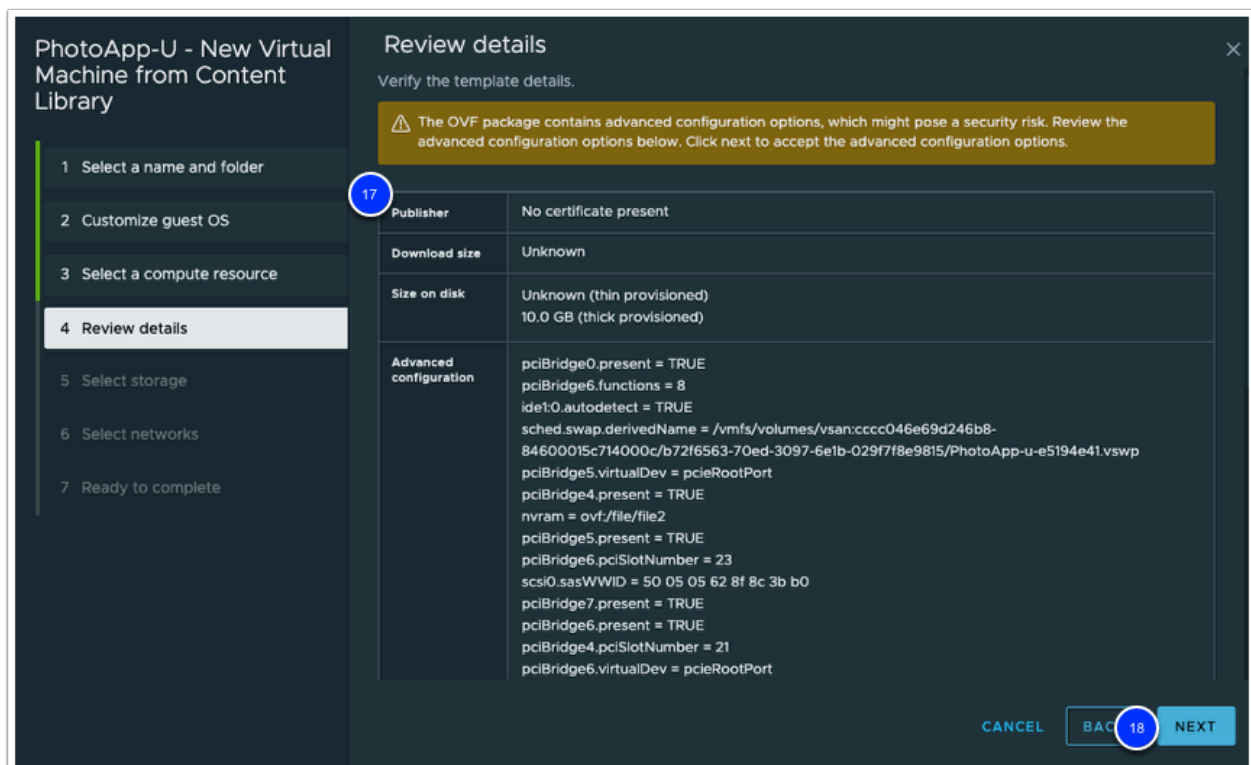 PhotoApp-U - New Virtual
Machine from Content
Library
1 Select a name and folder
2 Customize guest OS
3 Select a compute resource
4 Review details
5 Select storage
6 Select networks
7 Ready to complete
Review details
Verify the template details.
The OVF package contains advanced configuration options, which might pose a security risk. Review the
advanced configuration options below. Click next to accept the advanced configuration options.
17
Publisher No certificate present
Download size Unknown
Size on disk Unknown (thin provisioned)
10.0 GB (thick provisioned)
Advanced
configuration
pciBridge0.present = TRUE
pciBridge6.functions = 8
ide1:0.autodetect = TRUE
sched.swap.derivedName = /vmfs/volumes/vsan:cccc046e69d246b8-
84600015c714000c/b72f6563-70ed-3097-6e1b-029f7f8e9815/PhotoApp-u-e5194e41.vswp
pciBridge5.virtualDev = pcieRootPort
pciBridge4.present = TRUE
nvram = ovf:/file/file2
pciBridge5.present = TRUE
pciBridge6.pciSlotNumber = 23
scsi0.sasWWID = 50 05 05 62 8f 8c 3b b0
pciBridge7.present = TRUE
pciBridge6.present = TRUE
pciBridge4.pciSlotNumber = 21
pciBridge6.virtualDev = pcieRootPort
CANCEL BAC 18 NEXT